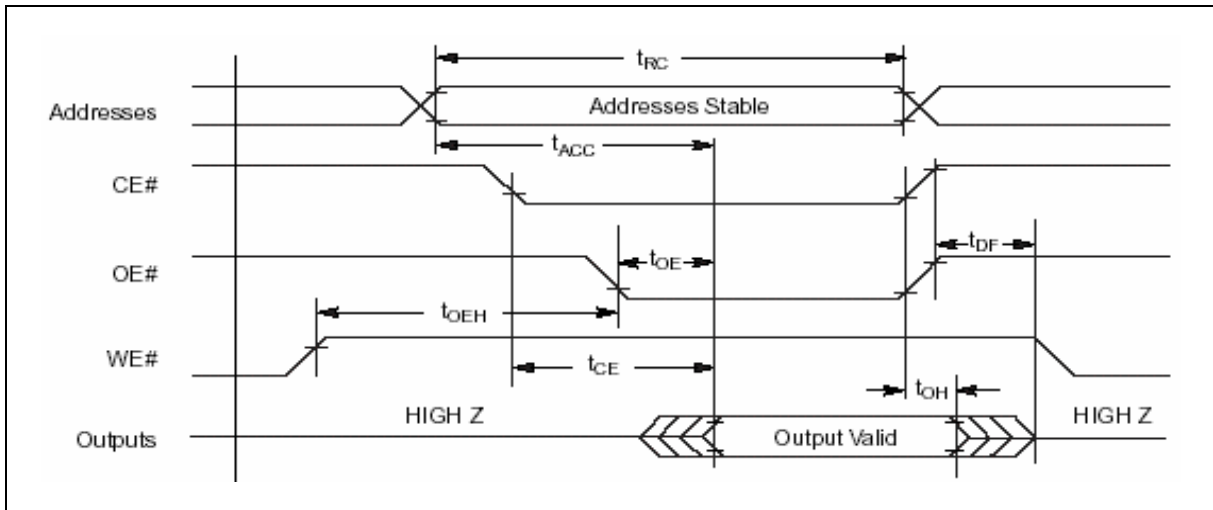 tRC
Addresses
Addresses Stable
tACC
CE#
tDF
OE#
tOE
tOEH
WE#
tCE
tOH
HIGH Z
HIGH Z
Outputs
Output Valid